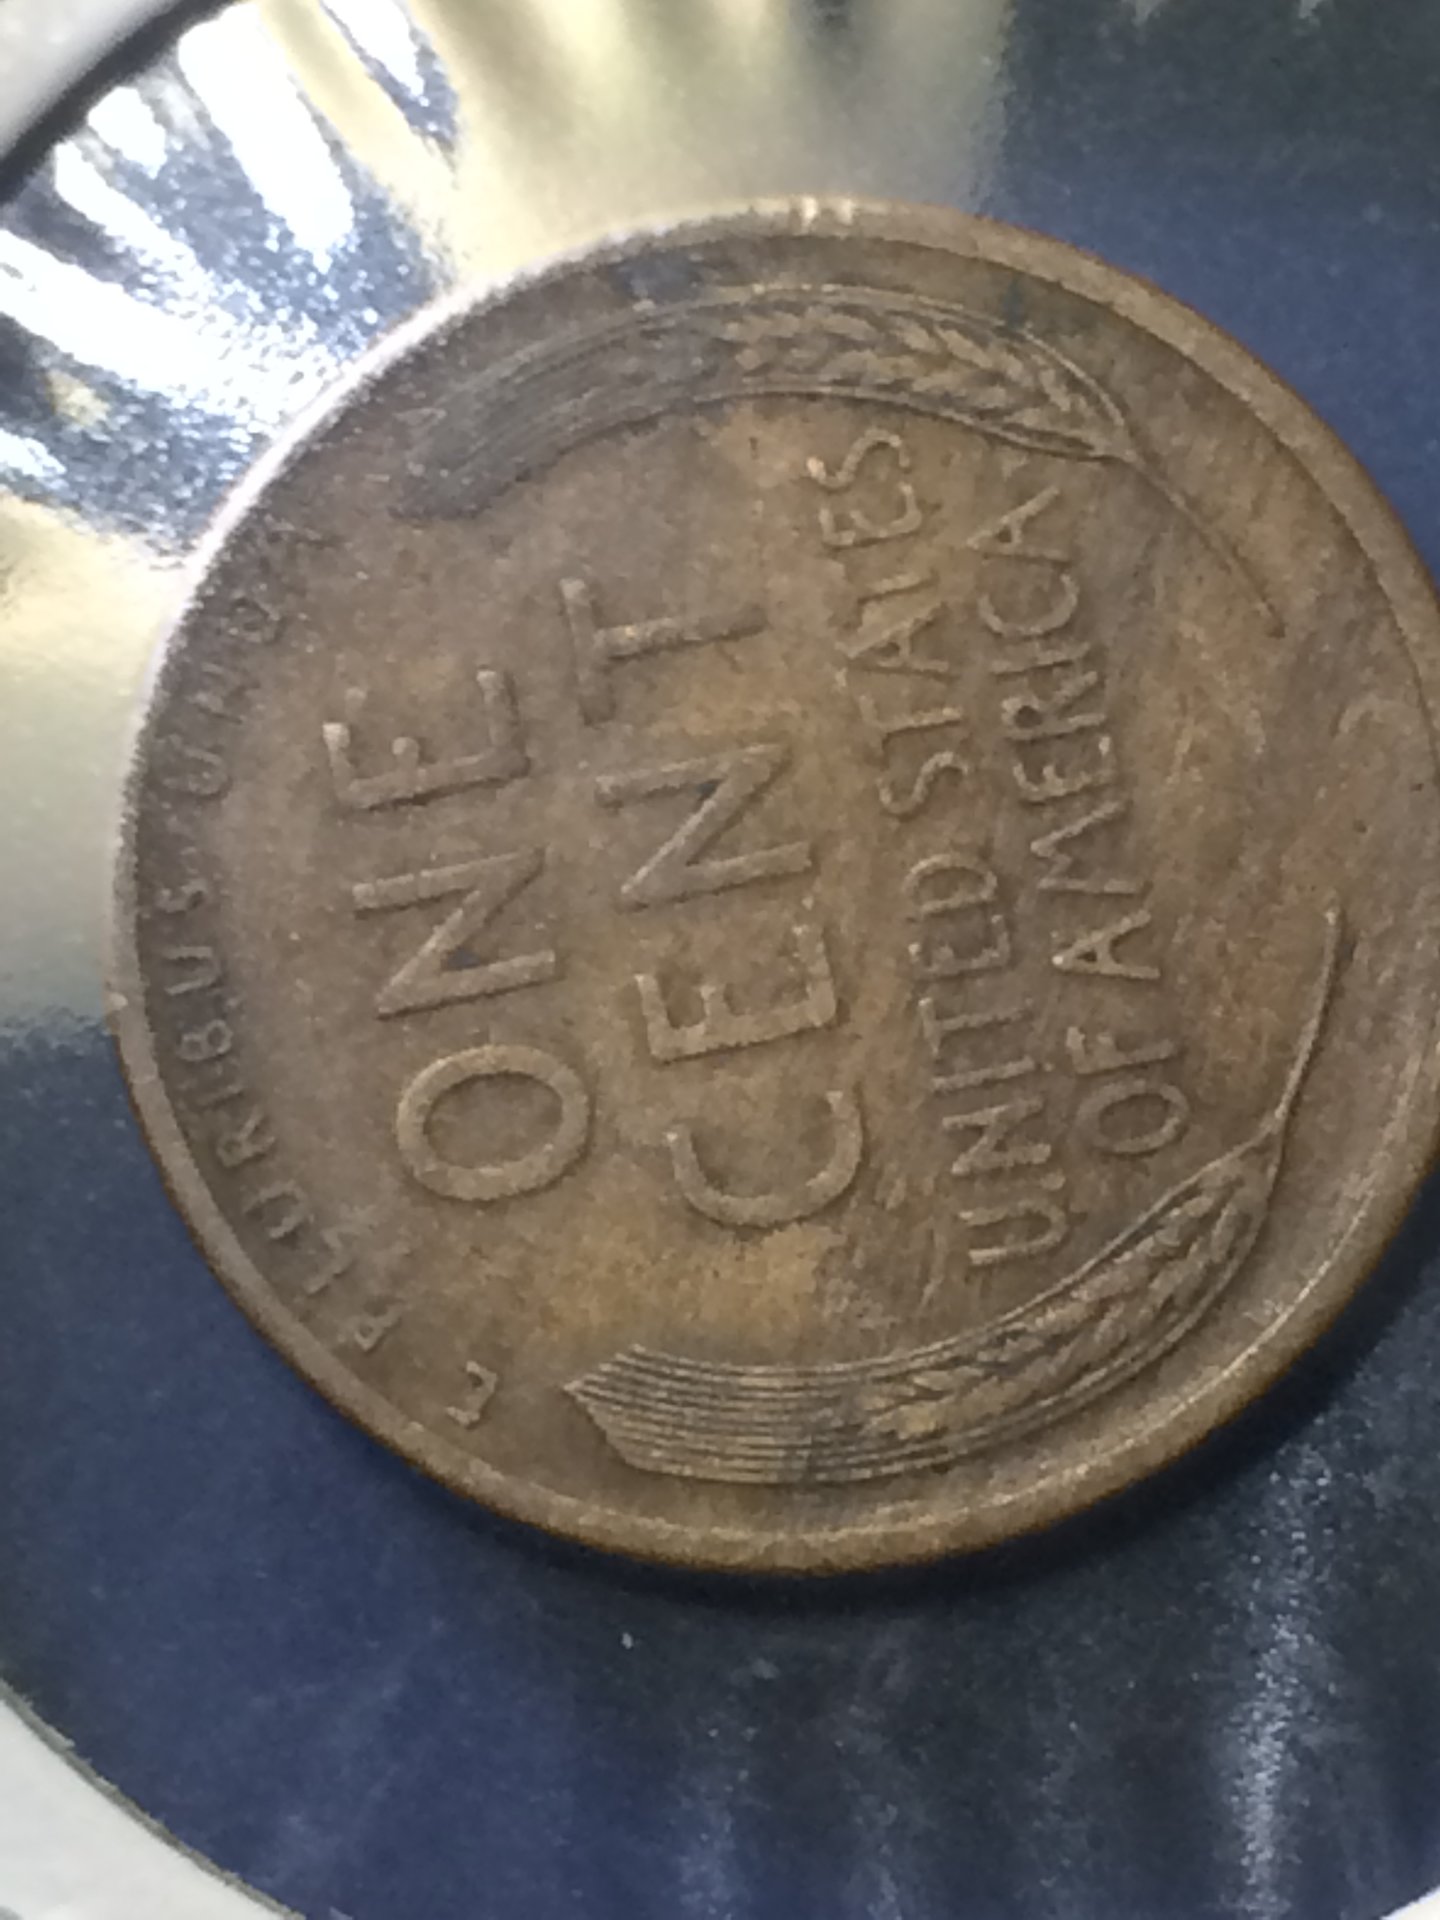 E PLURIBUS UNUM
ONE
CENT
UNITED STATES
OF AMERICA